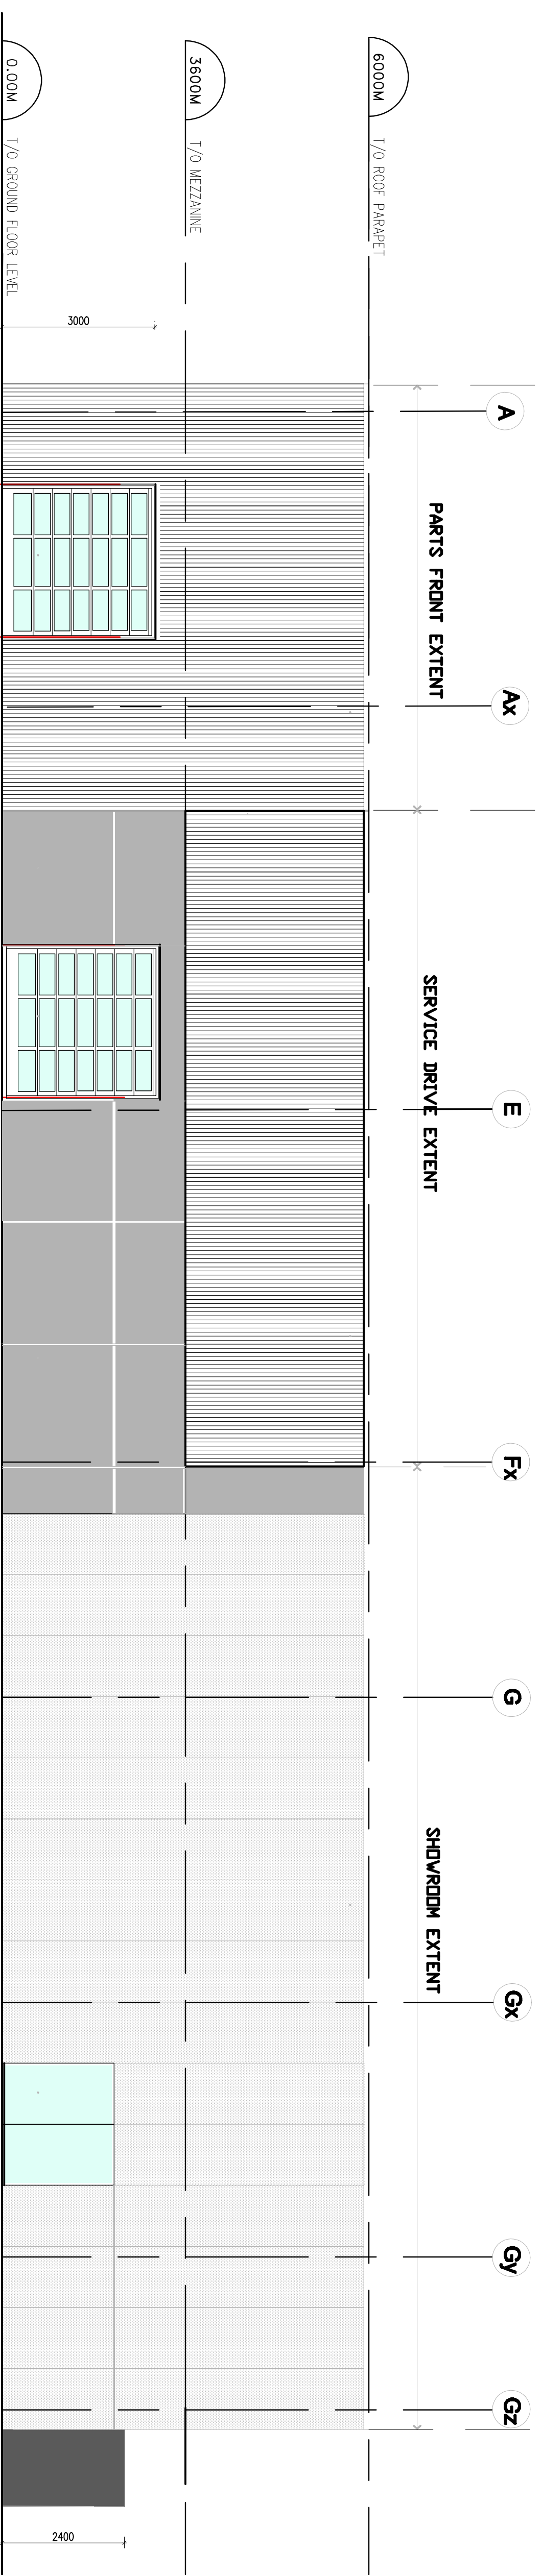 6000M
T/O ROOF PARAPET
3600M
T/O MEZZANINE
0.00M
T/O GROUND FLOOR LEVEL
3000
A
PARTS FRONT EXTENT
Ax
SERVICE DRIVE EXTENT
E
Fx
G
SHOWROOM EXTENT
Gx
Gy
Gz
2400